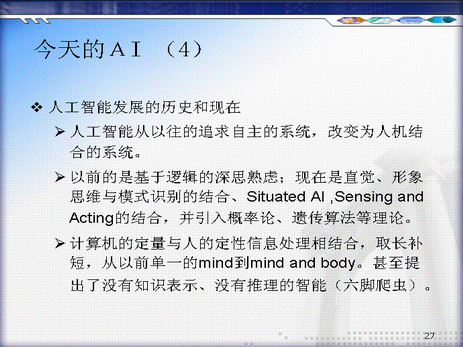 今天的AI (4)
❖ 人工智能发展的历史和现在
➢ 人工智能从以往的追求自主的系统，改变为人机结
合的系统。
➢ 以前的是基于逻辑的深思熟虑；现在是直觉、形象
思维与模式识别的结合、Situated AI ,Sensing and
Acting的结合，并引入概率论、遗传算法等理论。
➢ 计算机的定量与人的定性信息处理相结合，取长补
短，从以前单一的mind到mind and body。甚至提
出了没有知识表示、没有推理的智能（六脚爬虫）。
27